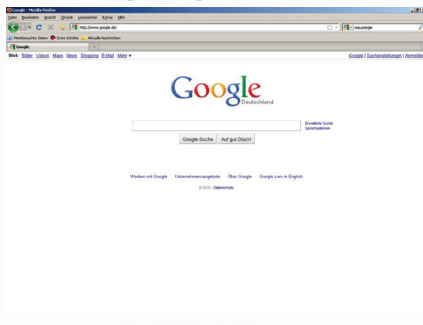 Google - Mozilla Firefox
Datei Bearbeiten Ansicht Chronik Lesezeichen Extras Hilfe
http://www.google.de/
mauszeiger
Meistbesuchte Seiten Erste Schritte Aktuelle Nachrichten
Google
Web Bilder Videos Maps News Shopping E-Mail Mehr
iGoogle | Sucheinstellungen | Anmelden
Google
Deutschland
Erweiterte Suche
Sprachoptionen
Google-Suche Auf gut Glück!
Werben mit Google Unternehmensangebote Über Google Google.com in English
© 2010 - Datenschutz